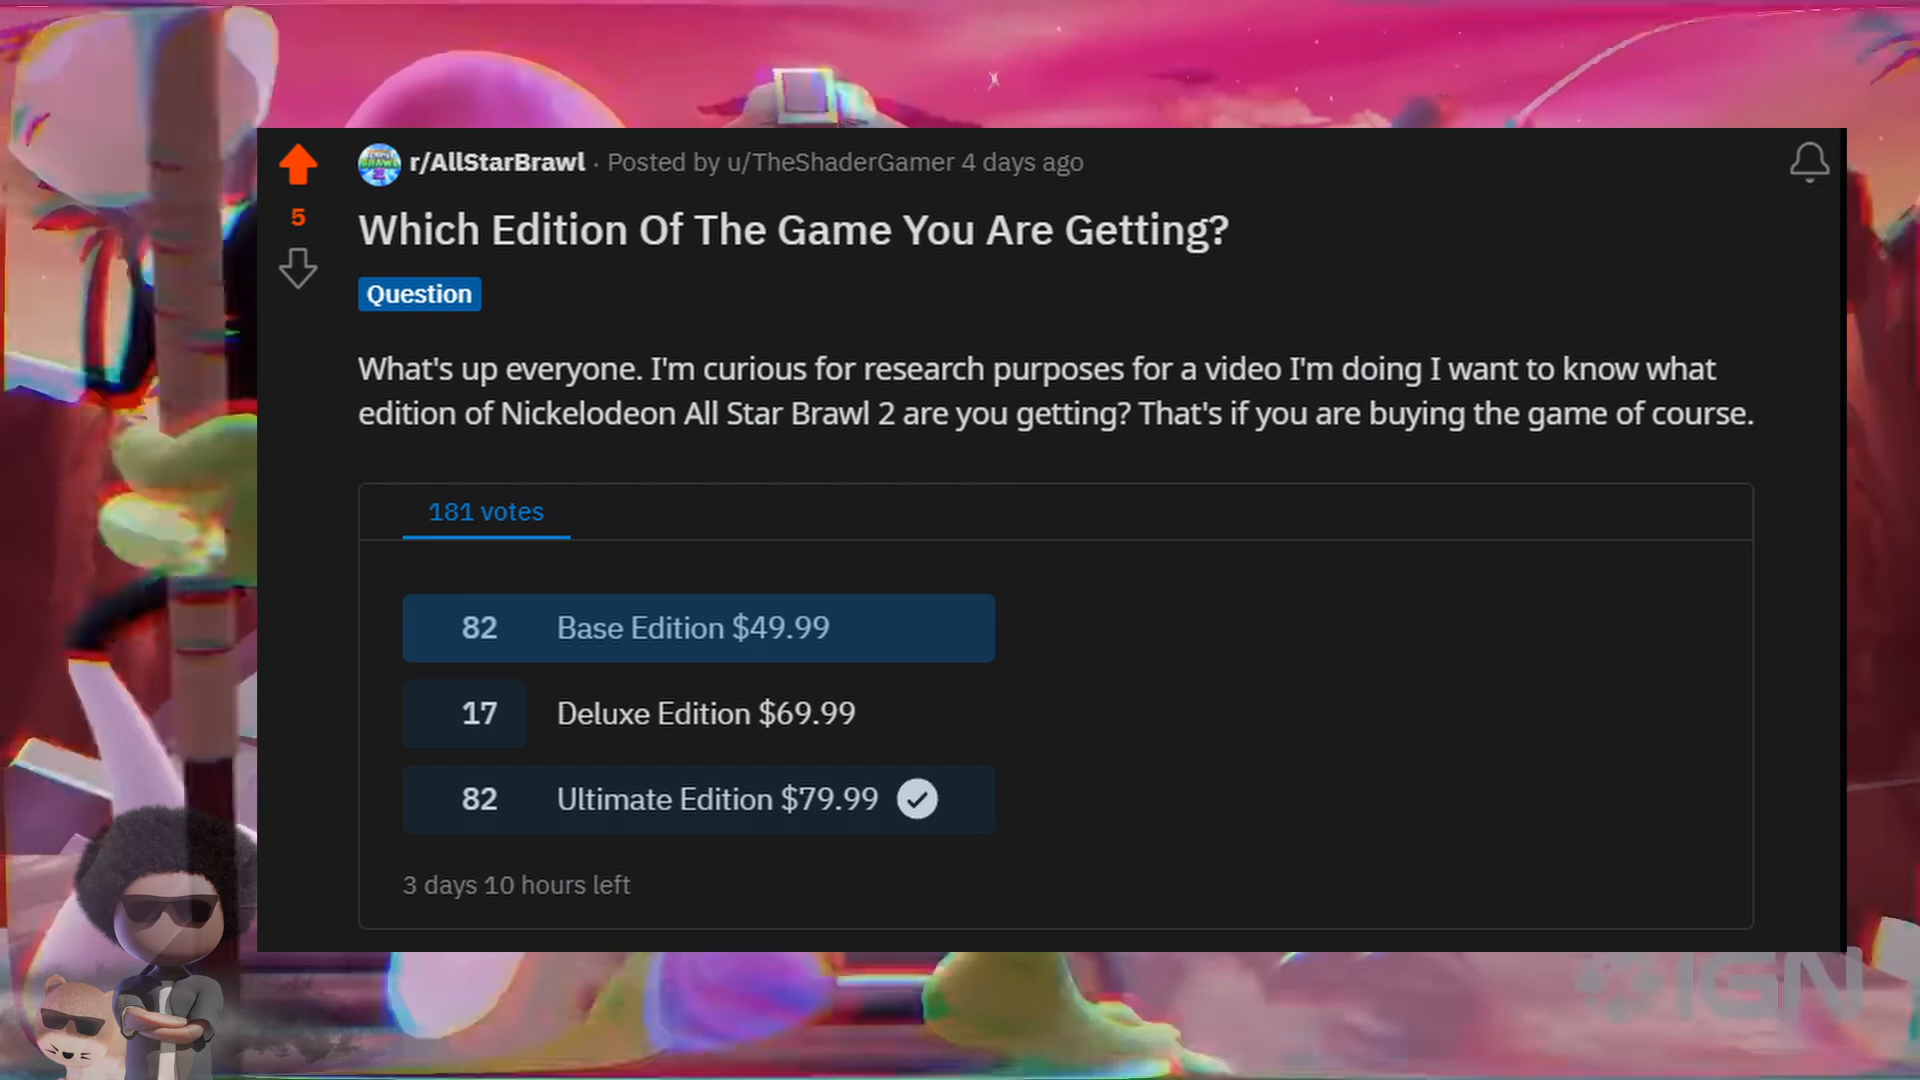 r/AllStarBrawl · Posted by u/TheShaderGamer 4 days ago
5
Which Edition Of The Game You Are Getting?
Question
What's up everyone. I'm curious for research purposes for a video I'm doing I want to know what
edition of Nickelodeon All Star Brawl 2 are you getting? That's if you are buying the game of course.
181 votes
82 Base Edition $49.99
17 Deluxe Edition $69.99
82 Ultimate Edition $79.99
3 days 10 hours left
IGN